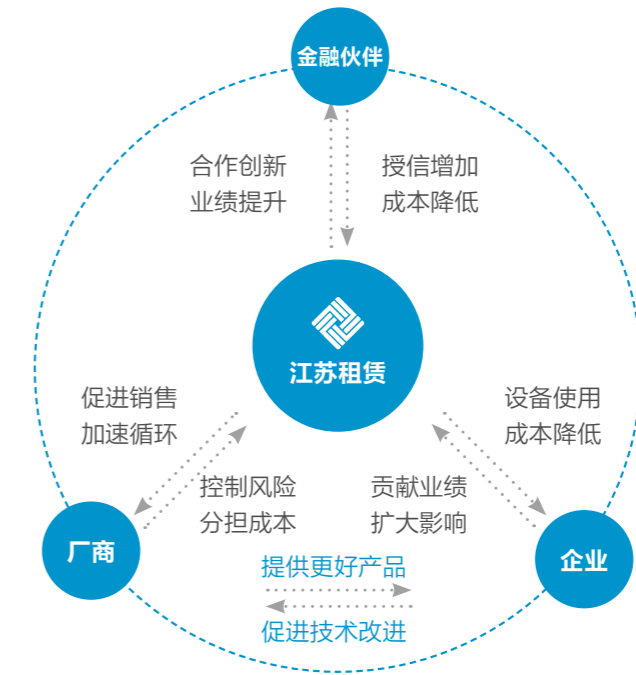 金融伙伴
合作创新
业绩提升
授信增加
成本降低
江苏租赁
促进销售
加速循环
设备使用
成本降低
控制风险
分担成本
贡献业绩
扩大影响
厂商
企业
提供更好产品
促进技术改进